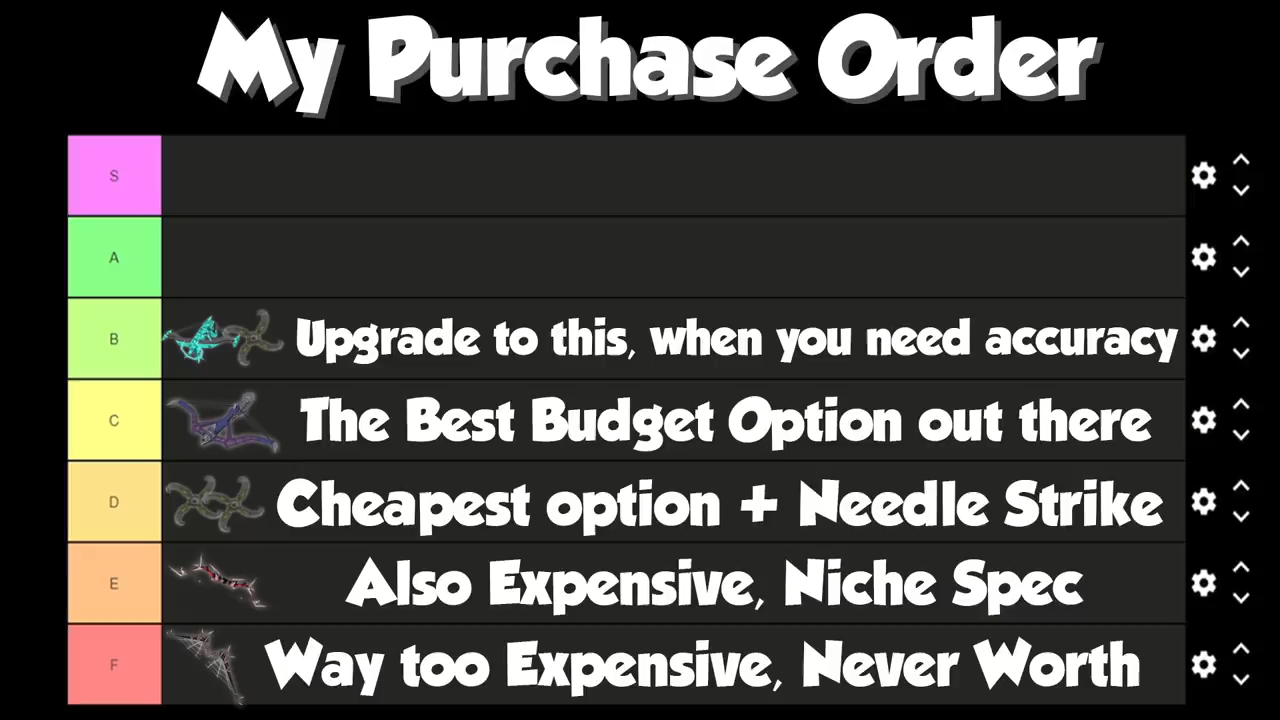 My Purchase Order
S
A
B Upgrade to this, when you need accuracy
C The Best Budget Option out there
D Cheapest option + Needle Strike
E Also Expensive, Niche Spec
F Way too Expensive, Never Worth